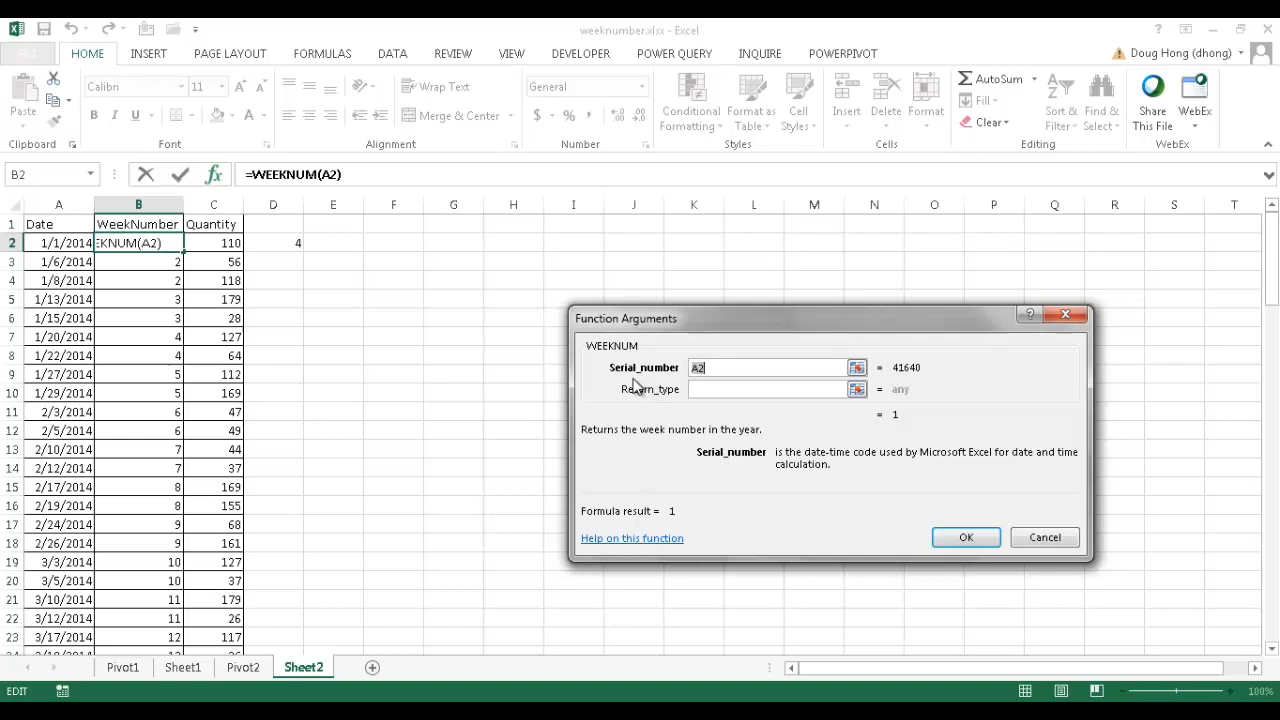 weeknumber.xlsx - Excel
FILE HOME INSERT PAGE LAYOUT FORMULAS DATA REVIEW VIEW DEVELOPER POWER QUERY INQUIRE POWERPIVOT Doug Hong (dhong)
Calibri 11 Wrap Text General AutoSum
Paste Conditional Formatting Format as Table Cell Styles Insert Delete Format Fill Sort & Filter Find & Select Share This File WebEx
B I U A Merge & Center $ % , Clear
Clipboard Font Alignment Number Styles Cells Editing WebEx
B2 fx =WEEKNUM(A2)
A B C D E F G H I J K L M N O P Q R S T
1 Date WeekNumber Quantity
2 1/1/2014 EKNUM(A2) 110 4
3 1/6/2014 2 56
4 1/8/2014 2 118
5 1/13/2014 3 179
6 1/15/2014 3 28
7 1/20/2014 4 127
8 1/22/2014 4 64
9 1/27/2014 5 112
10 1/29/2014 5 169
11 2/3/2014 6 47
12 2/5/2014 6 49
13 2/10/2014 7 44
14 2/12/2014 7 37
15 2/17/2014 8 169
16 2/19/2014 8 155
17 2/24/2014 9 68
18 2/26/2014 9 161
19 3/3/2014 10 127
20 3/5/2014 10 37
21 3/10/2014 11 179
22 3/12/2014 11 26
23 3/17/2014 12 117
Function Arguments
WEEKNUM
Serial_number A2 = 41640
Return_type = any
= 1
Returns the week number in the year.
Serial_number is the date-time code used by Microsoft Excel for date and time
calculation.
Formula result = 1
Help on this function OK Cancel
Pivot1 Sheet1 Pivot2 Sheet2
EDIT 100%